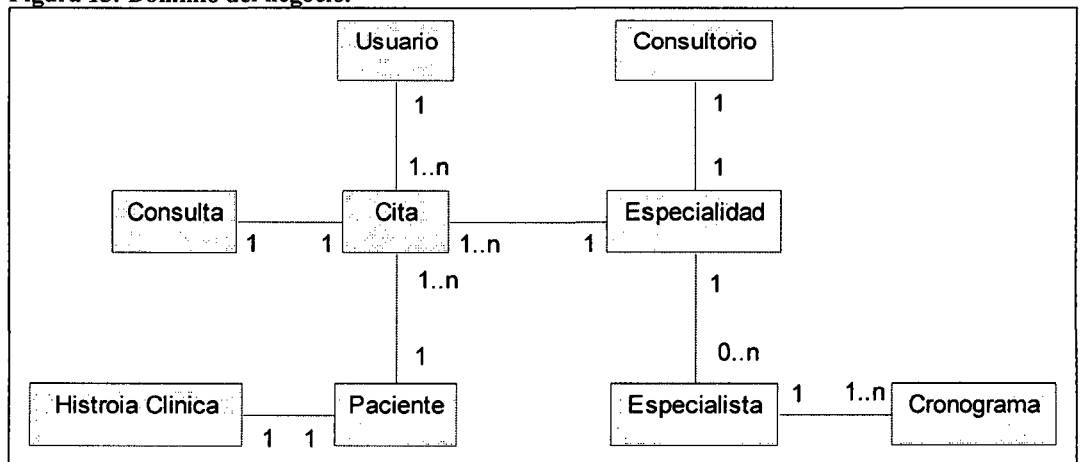 Usuario
Consultorio
1
1
1..n
1
Consulta
Cita
Especialidad
1
1
1..n
1
1..n
1
1
0..n
Histroia Clinica
Paciente
Especialista
1
1..n
Cronograma
1
1